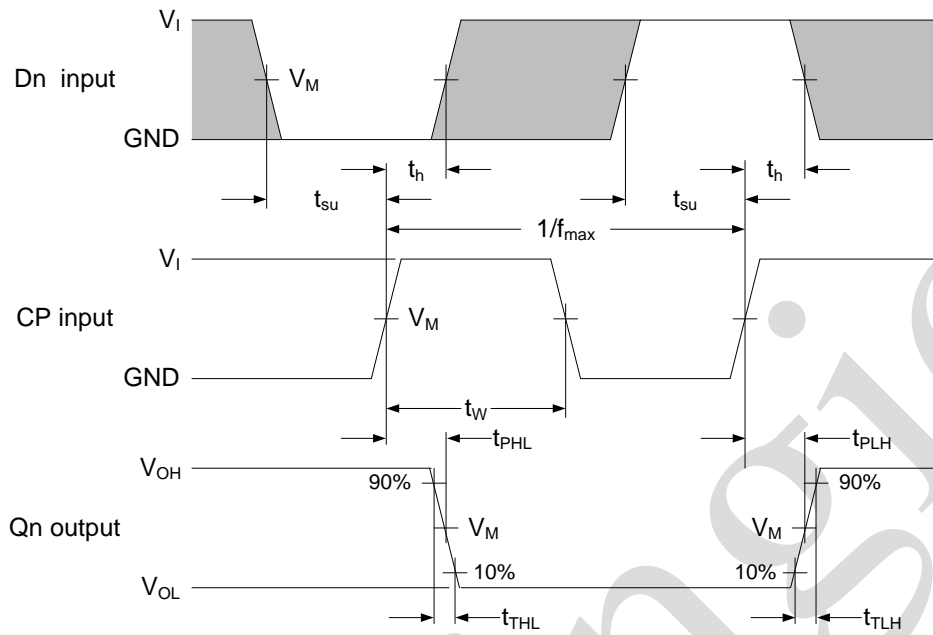 V_I
Dn input
V_M
GND
t_h
t_h
t_su
t_su
1/f_max
V_I
CP input
V_M
GND
t_W
t_PHL
t_PLH
V_OH
90%
90%
Qn output
V_M
V_M
10%
10%
V_OL
t_THL
t_TLH